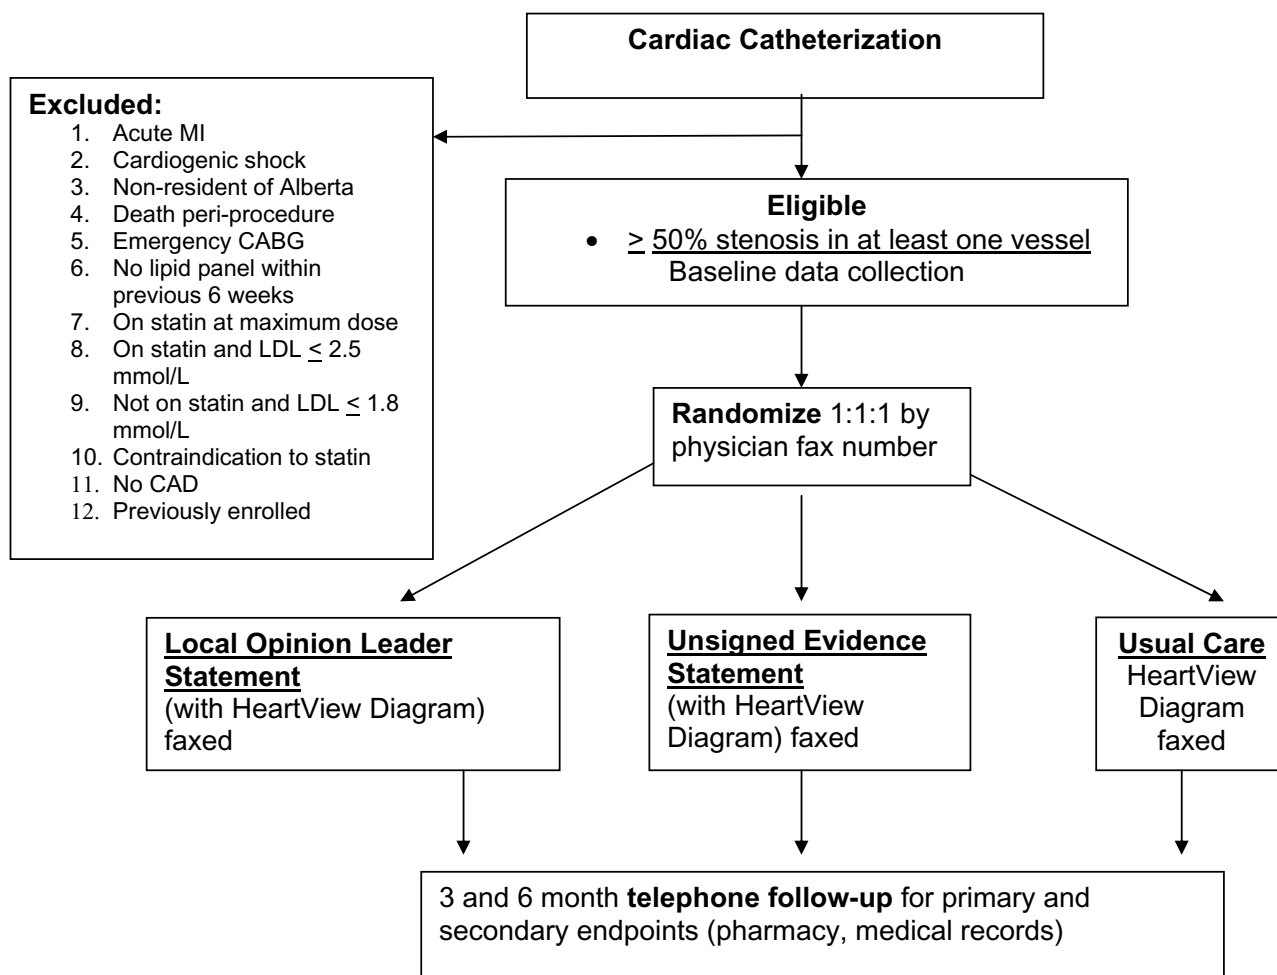 Cardiac Catheterization
Excluded:
1. Acute MI
2. Cardiogenic shock
3. Non-resident of Alberta
4. Death peri-procedure
5. Emergency CABG
6. No lipid panel within
previous 6 weeks
7. On statin at maximum dose
8. On statin and LDL ≤ 2.5
mmol/L
9. Not on statin and LDL ≤ 1.8
mmol/L
10. Contraindication to statin
11. No CAD
12. Previously enrolled
Eligible
• ≥ 50% stenosis in at least one vessel
Baseline data collection
Randomize 1:1:1 by
physician fax number
Local Opinion Leader
Statement
(with HeartView Diagram)
faxed
Unsigned Evidence
Statement
(with HeartView
Diagram) faxed
Usual Care
HeartView
Diagram
faxed
3 and 6 month telephone follow-up for primary and
secondary endpoints (pharmacy, medical records)